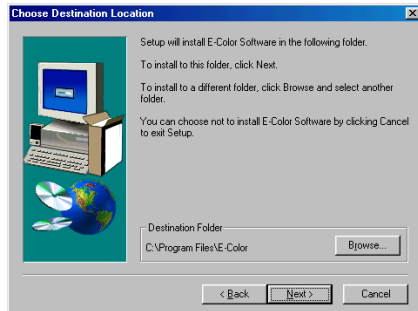 Choose Destination Location
Setup will install E-Color Software in the following folder.
To install to this folder, click Next.
To install to a different folder, click Browse and select another
folder.
You can choose not to install E-Color Software by clicking Cancel
to exit Setup.
Destination Folder
C:\Program Files\E-Color
Browse...
< Back
Next >
Cancel